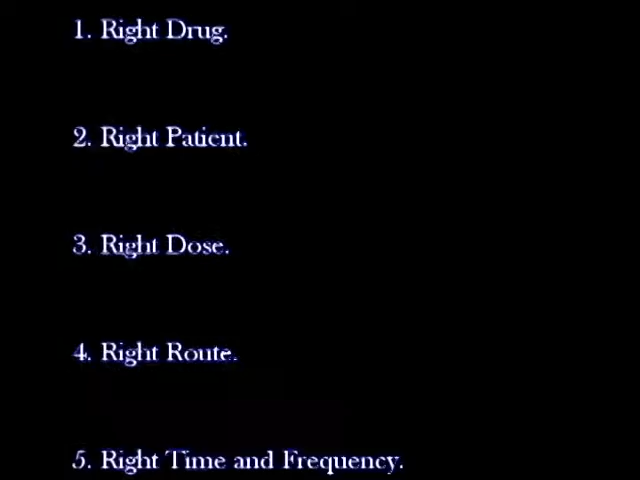 1. Right Drug.
2. Right Patient.
3. Right Dose.
4. Right Route.
5. Right Time and Frequency.